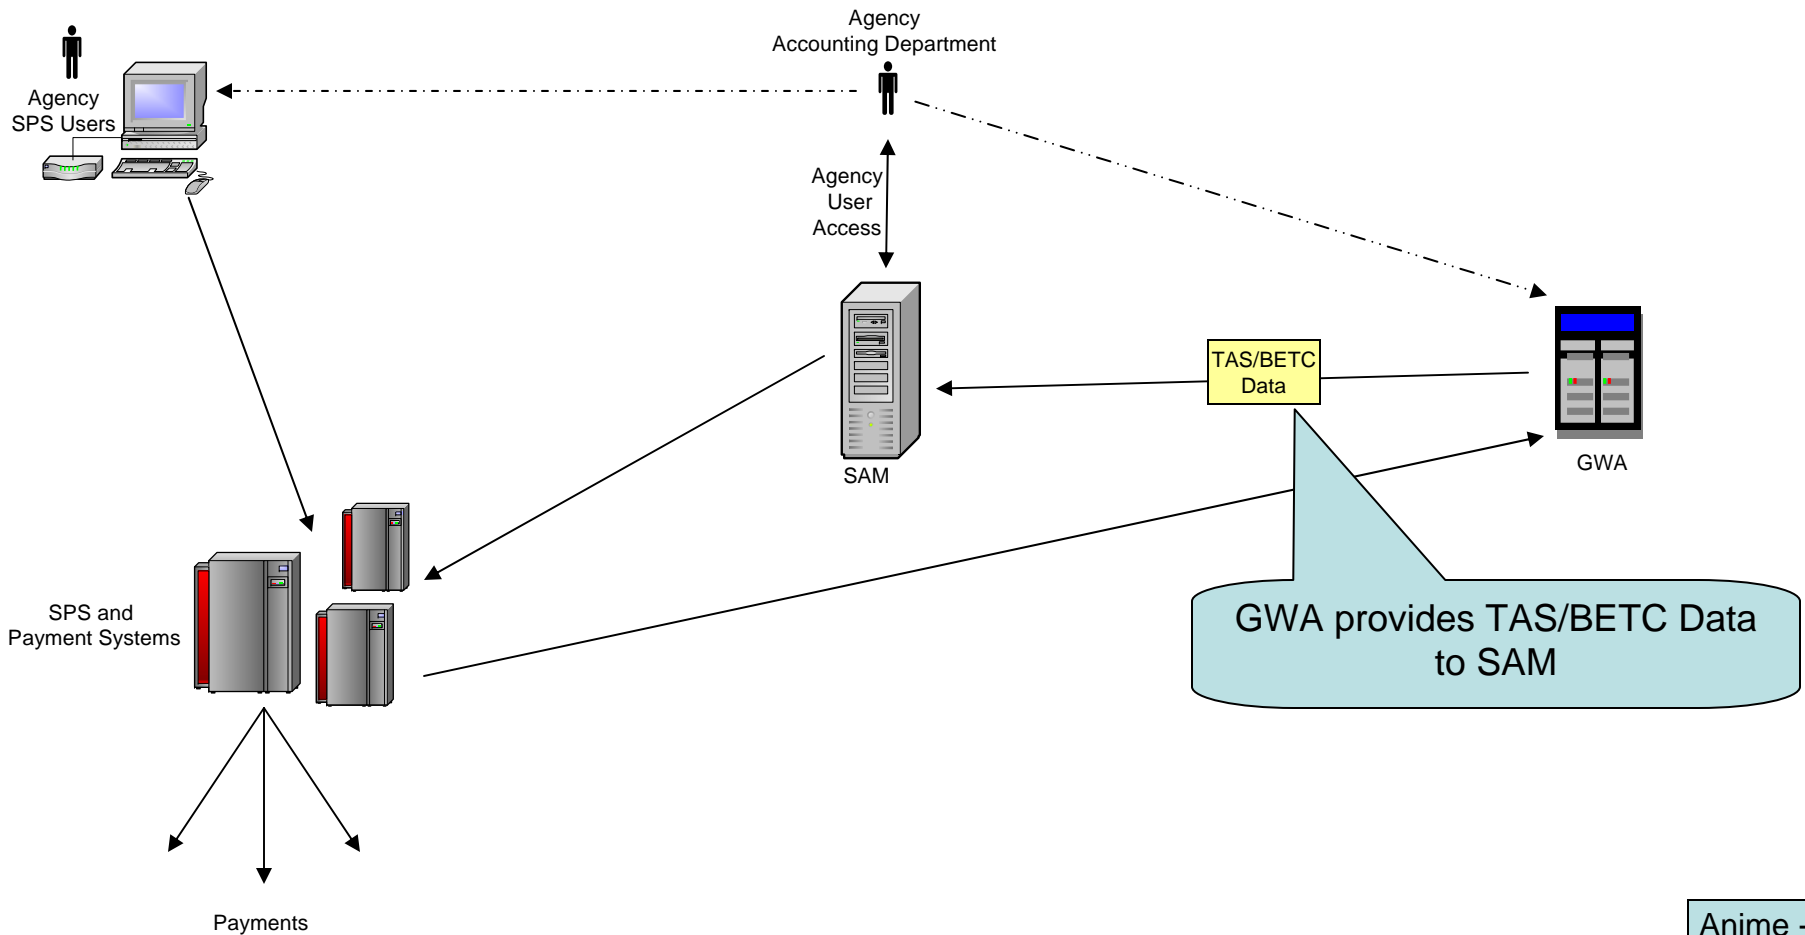 Agency
Accounting Department
Agency
SPS Users
Agency
User
Access
TAS/BETC
Data
SAM
GWA
GWA provides TAS/BETC Data
to SAM
SPS and
Payment Systems
Payments
Anime -